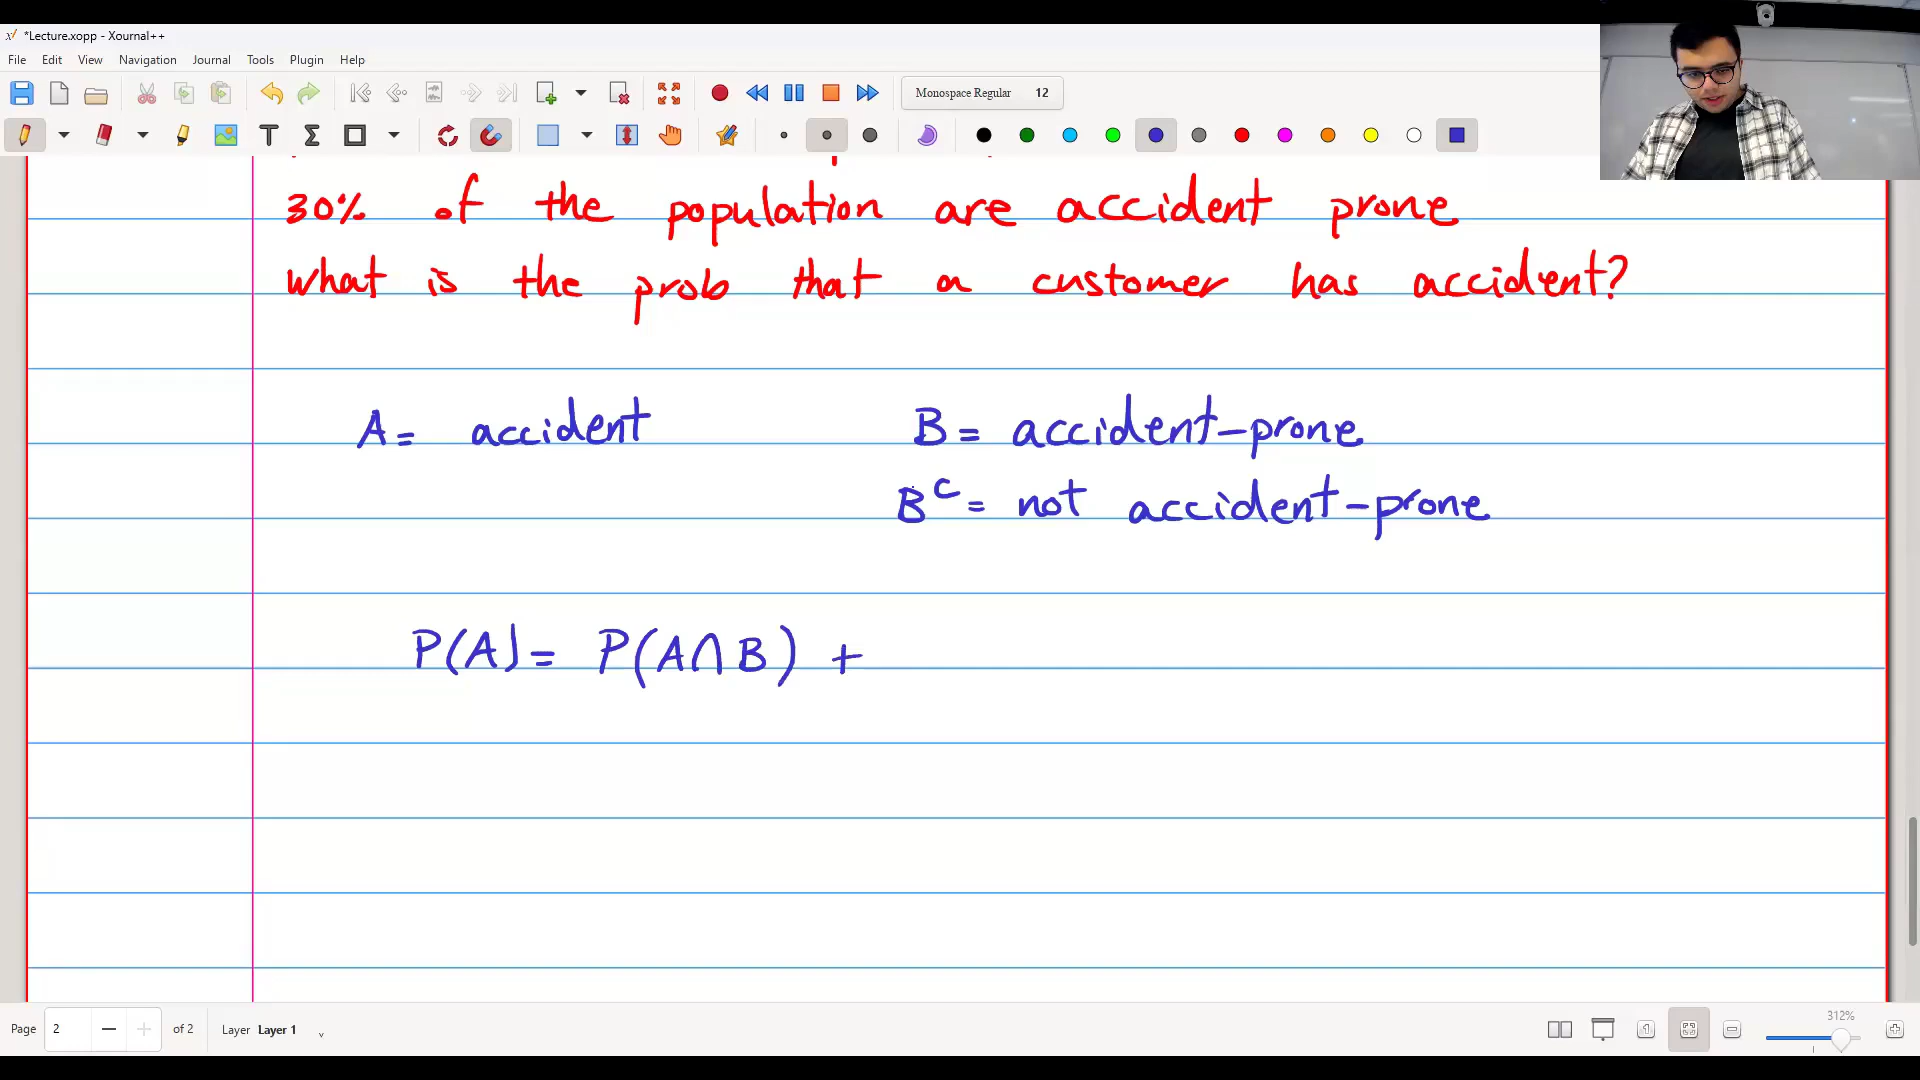 *Lecture.xopp - Xournal++
File Edit View Navigation Journal Tools Plugin Help
Monospace Regular 12
30% of the population are accident prone
what is the prob that a customer has accident?
A = accident
B = accident-prone
B^c = not accident-prone
P(A) = P(A∩B) +
Page 2 of 2 Layer Layer 1
312%